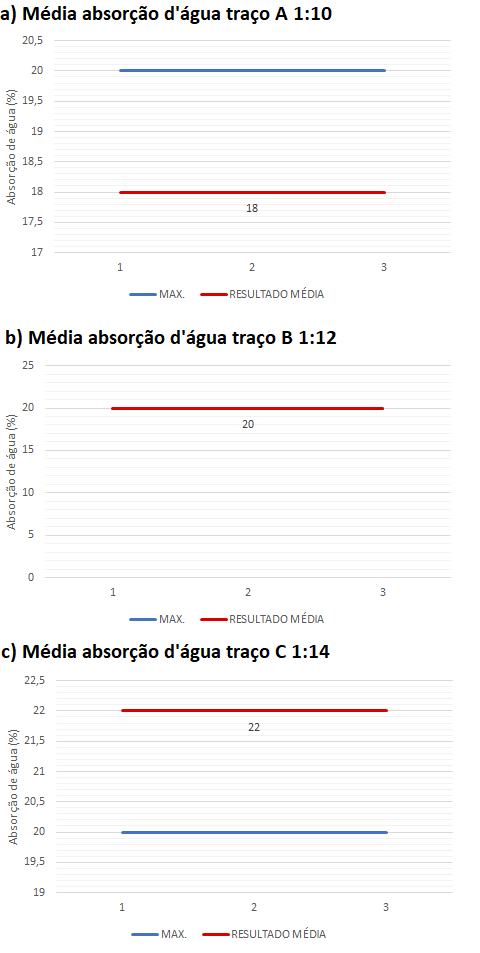 a) Média absorção d'água traço A 1:10
20,5
20
19,5
19
18,5
18
17,5
17
Absorção de água (%)
18
1 2 3
MAX. RESULTADO MÉDIA
b) Média absorção d'água traço B 1:12
25
20
15
10
5
0
Absorção de água (%)
20
1 2 3
MAX. RESULTADO MÉDIA
c) Média absorção d'água traço C 1:14
22,5
22
21,5
21
20,5
20
19,5
19
Absorção de água (%)
22
1 2 3
MAX. RESULTADO MÉDIA